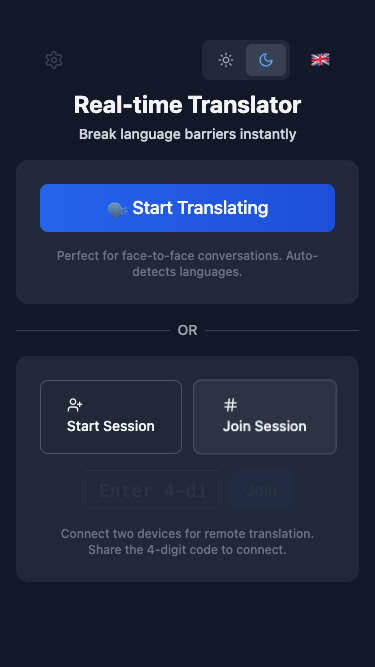 Real-time Translator
Break language barriers instantly
Start Translating
Perfect for face-to-face conversations. Auto-
detects languages.
OR
Start Session
Join Session
Enter 4-di
Join
Connect two devices for remote translation.
Share the 4-digit code to connect.